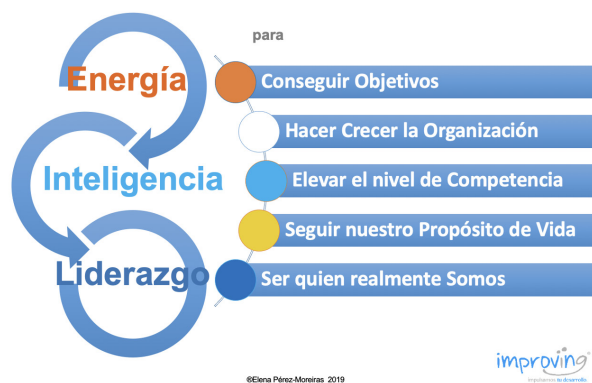 para
Energía
Conseguir Objetivos
Hacer Crecer la Organización
Inteligencia
Elevar el nivel de Competencia
Seguir nuestro Propósito de Vida
Liderazgo
Ser quien realmente Somos
improving
impulsamos tu desarrollo
®Elena Pérez-Moreiras 2019